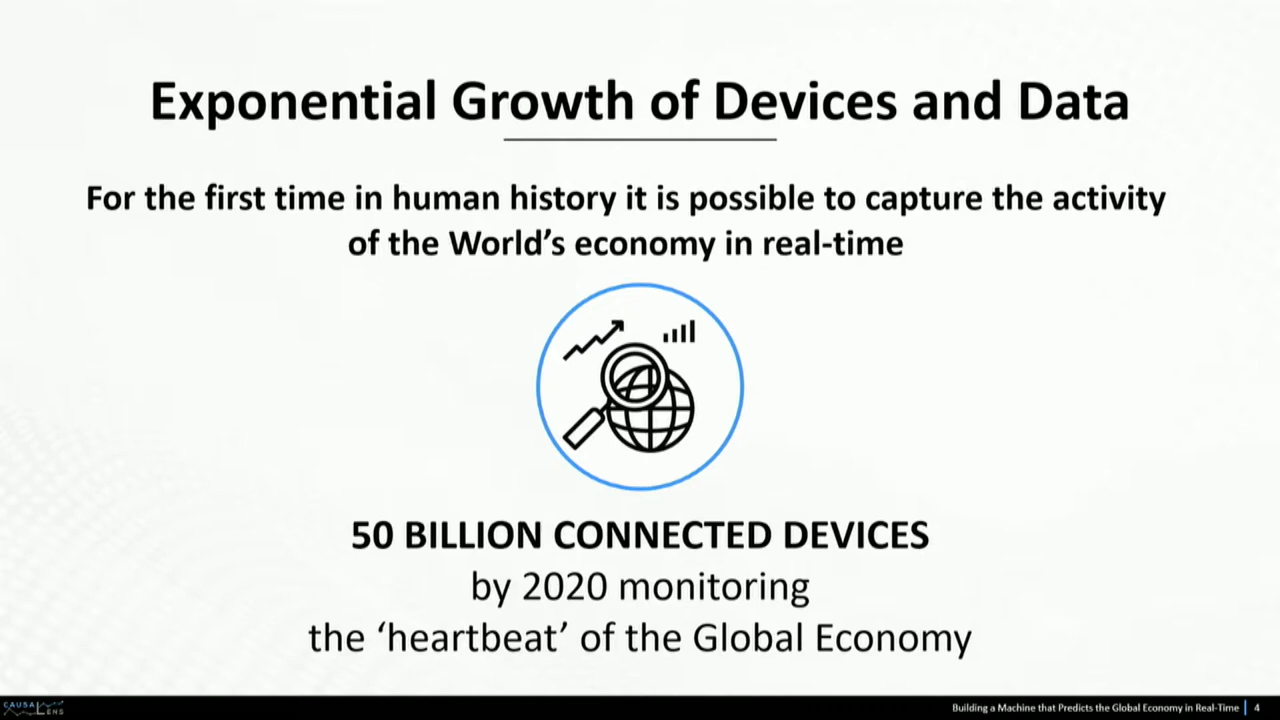 Exponential Growth of Devices and Data
For the first time in human history it is possible to capture the activity
of the World’s economy in real-time
50 BILLION CONNECTED DEVICES
by 2020 monitoring
the ‘heartbeat’ of the Global Economy
CAUSA LENS
Building a Machine that Predicts the Global Economy in Real-Time | 4